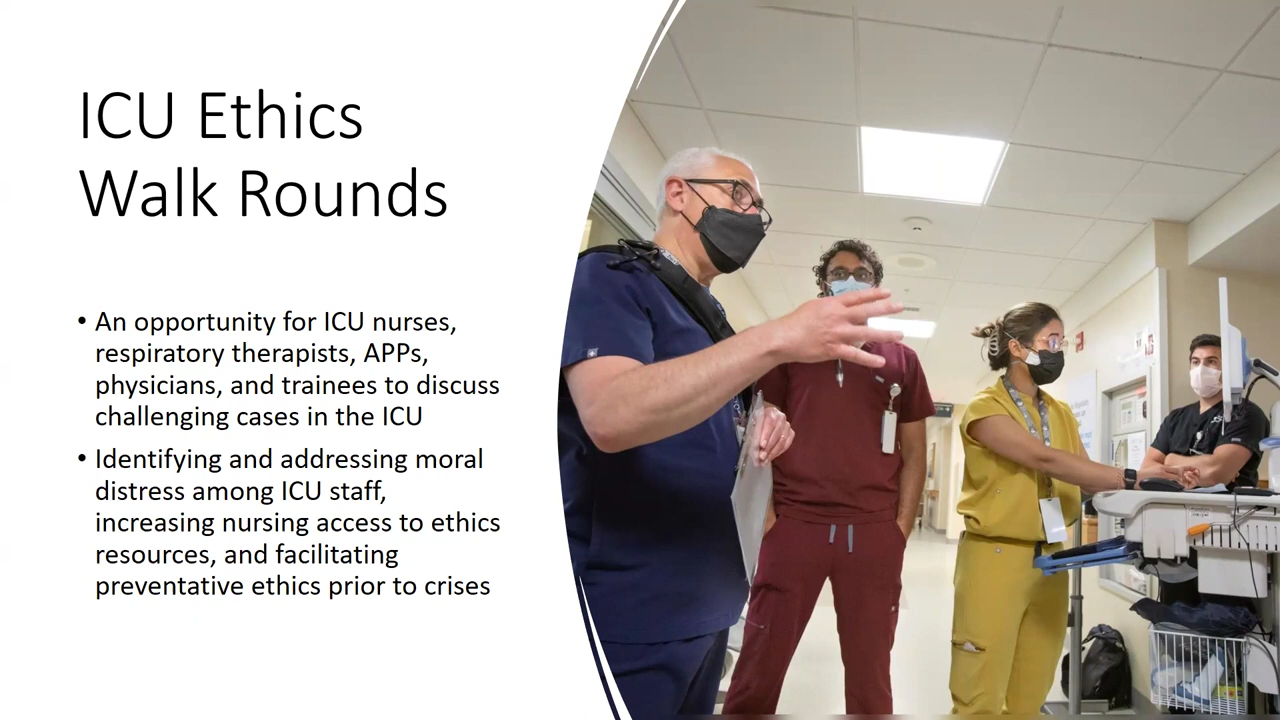 ICU Ethics
Walk Rounds
• An opportunity for ICU nurses,
respiratory therapists, APPs,
physicians, and trainees to discuss
challenging cases in the ICU
• Identifying and addressing moral
distress among ICU staff,
increasing nursing access to ethics
resources, and facilitating
preventative ethics prior to crises